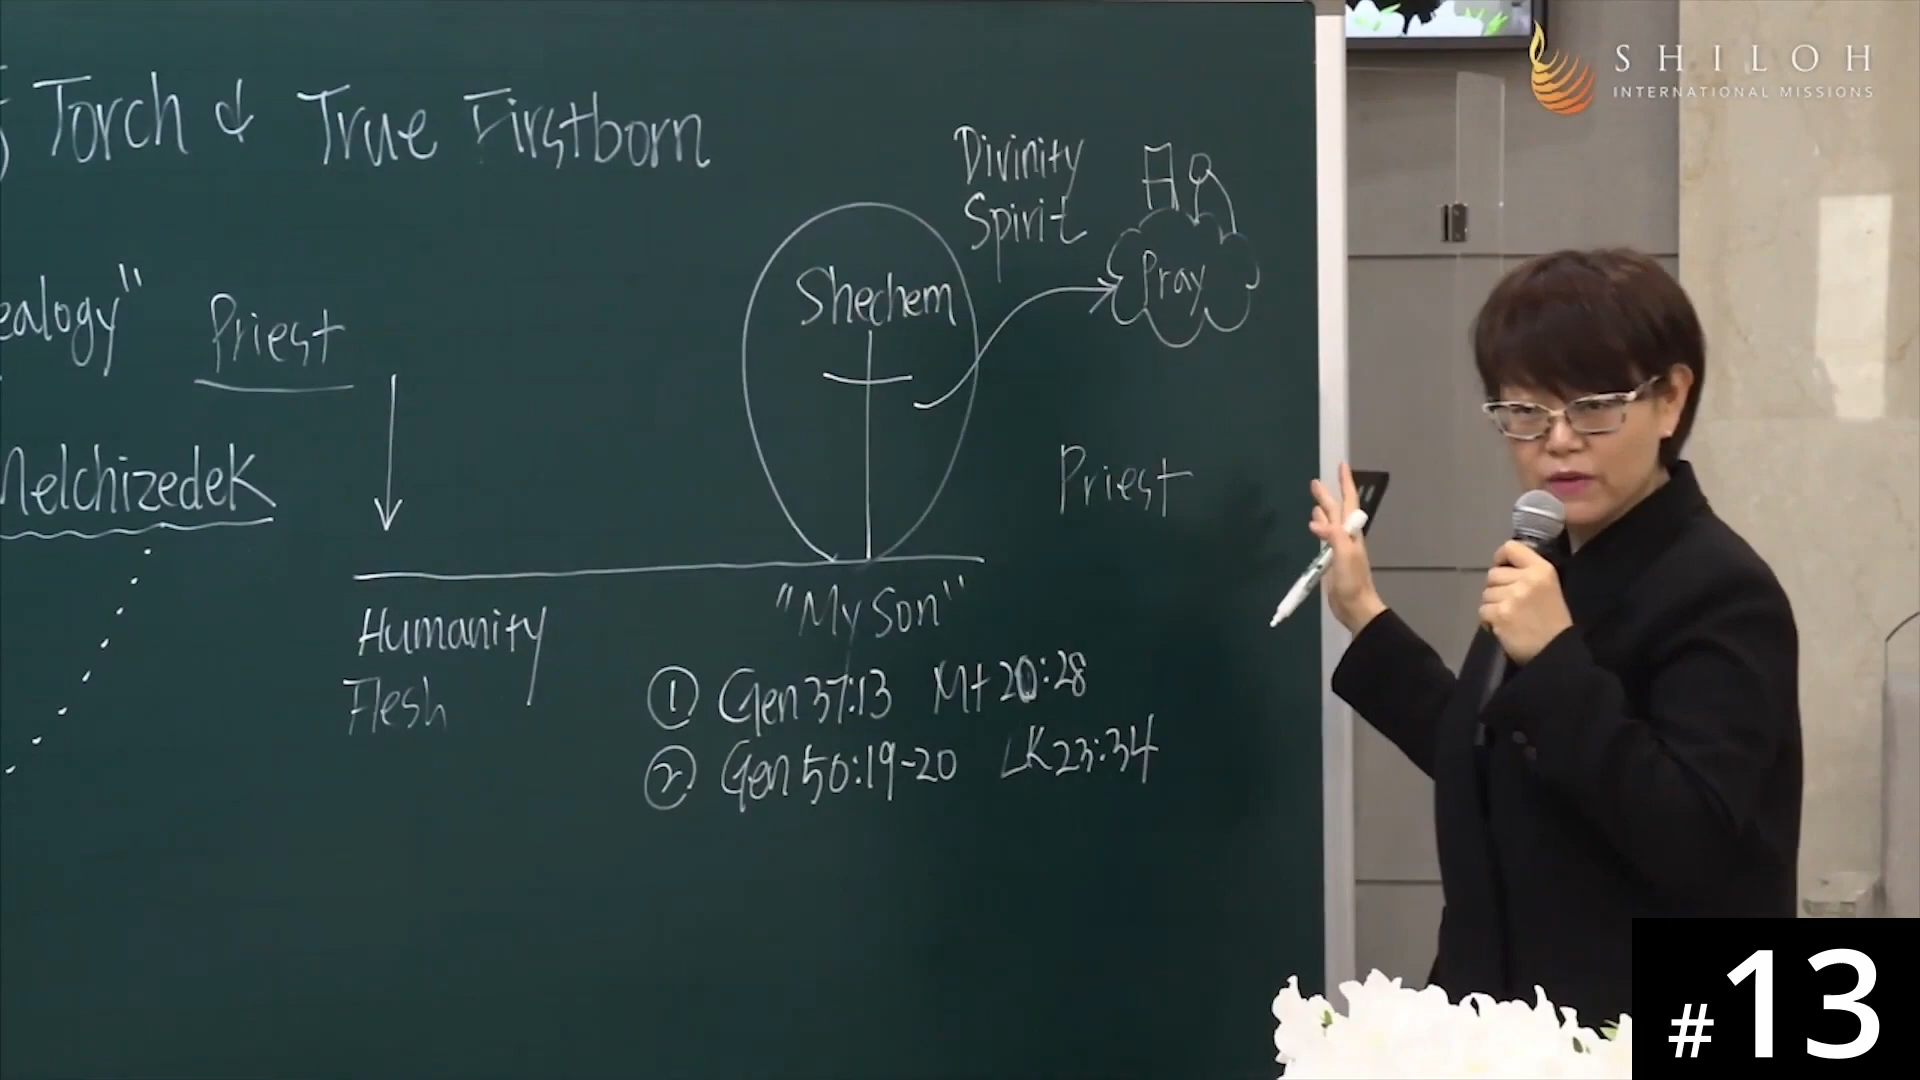 SHILOH
INTERNATIONAL MISSIONS
Torch & True Firstborn
Divinity
Spirit
Pray
ealogy" Priest
Shechem
Melchizedek
Priest
"My Son"
Humanity
Flesh
① Gen 37:13 Mt 20:28
② Gen 50:19-20 LK 23:34
#13